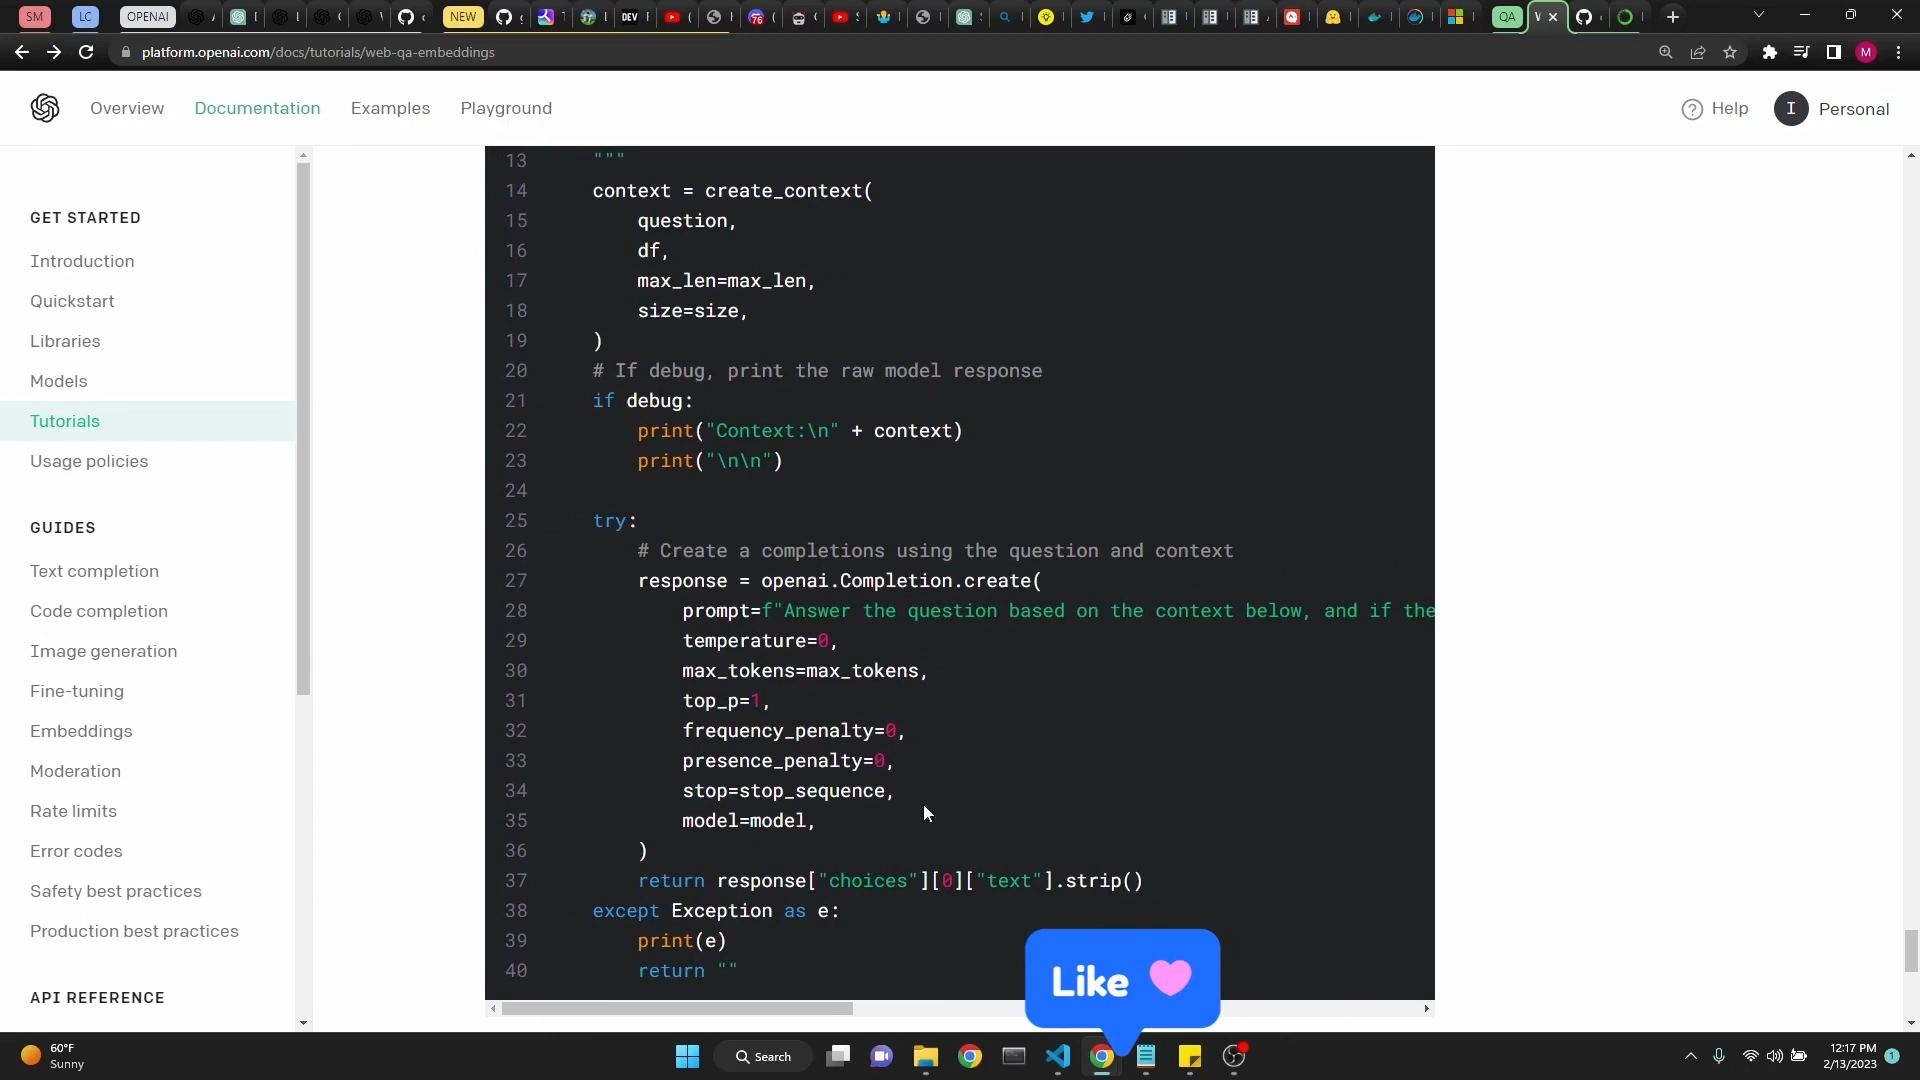 SM
LC
OPENAI
NEW
DEV
76
QA
platform.openai.com/docs/tutorials/web-qa-embeddings
M
Overview
Documentation
Examples
Playground
Help
I
Personal
GET STARTED
Introduction
Quickstart
Libraries
Models
Tutorials
Usage policies
GUIDES
Text completion
Code completion
Image generation
Fine-tuning
Embeddings
Moderation
Rate limits
Error codes
Safety best practices
Production best practices
API REFERENCE
13 """
14 context = create_context(
15 question,
16 df,
17 max_len=max_len,
18 size=size,
19 )
20 # If debug, print the raw model response
21 if debug:
22 print("Context:\n" + context)
23 print("\n\n")
24
25 try:
26 # Create a completions using the question and context
27 response = openai.Completion.create(
28 prompt=f"Answer the question based on the context below, and if the
29 temperature=0,
30 max_tokens=max_tokens,
31 top_p=1,
32 frequency_penalty=0,
33 presence_penalty=0,
34 stop=stop_sequence,
35 model=model,
36 )
37 return response["choices"][0]["text"].strip()
38 except Exception as e:
39 print(e)
40 return ""
Like
60°F
Sunny
Search
12:17 PM
2/13/2023
1